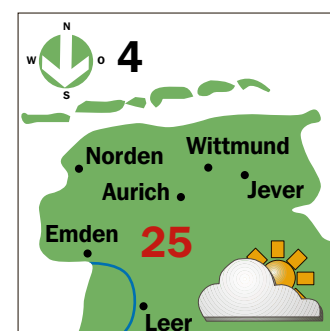 N
W O 4
S
Norden Wittmund
Aurich Jever
Emden 25
Leer